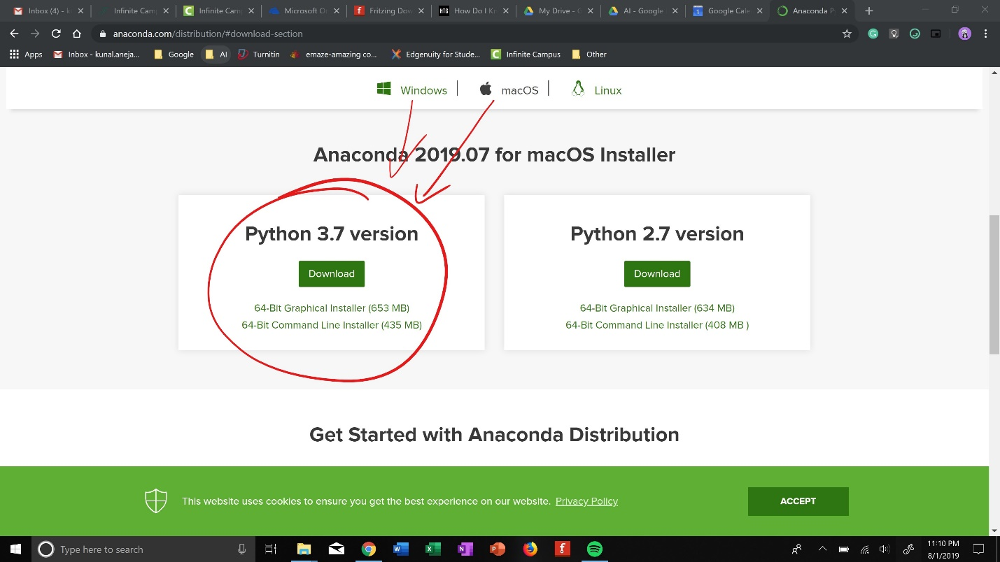 Inbox (4) - k
Infinite Cam
Infinite Cam
Microsoft O
Fritzing Dow
HTG How Do I Kn
My Drive - G
AI - Google
Google Cale
Anaconda P
anaconda.com/distribution/#download-section
Apps
Inbox - kunal.aneja...
Google
AI
Turnitin
emaze-amazing co...
Edgenuity for Stude...
Infinite Campus
Other
Windows
macOS
Linux
Anaconda 2019.07 for macOS Installer
Python 3.7 version
Download
64-Bit Graphical Installer (653 MB)
64-Bit Command Line Installer (435 MB)
Python 2.7 version
Download
64-Bit Graphical Installer (634 MB)
64-Bit Command Line Installer (408 MB )
Get Started with Anaconda Distribution
This website uses cookies to ensure you get the best experience on our website. Privacy Policy
ACCEPT
Type here to search
11:10 PM
8/1/2019